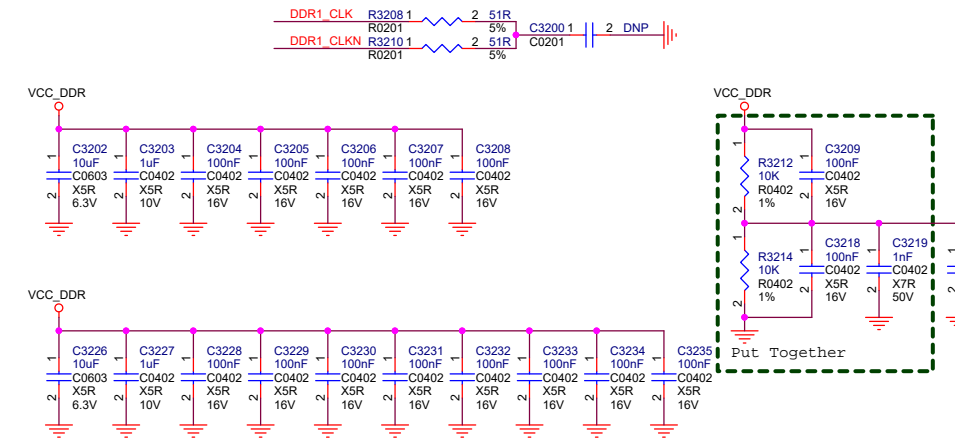 DDR1_CLK R3208 1 2 51R
R0201 5%
C3200 1 2 DNP
C0201
DDR1_CLKN R3210 1 2 51R
R0201 5%
VCC_DDR
C3202 C3203 C3204 C3205 C3206 C3207 C3208
10uF 1uF 100nF 100nF 100nF 100nF 100nF
C0603 C0402 C0402 C0402 C0402 C0402 C0402
X5R X5R X5R X5R X5R X5R X5R
6.3V 10V 16V 16V 16V 16V 16V
1 1 1 1 1 1 1
2 2 2 2 2 2 2
VCC_DDR
R3212 C3209
10K 100nF
R0402 C0402
1% X5R
16V
1 1
2 2
R3214 C3218 C3219
10K 100nF 1nF
R0402 C0402 C0402
1% X5R X7R
16V 50V
1 1 1 1
2 2 2 2
Put Together
VCC_DDR
C3226 C3227 C3228 C3229 C3230 C3231 C3232 C3233 C3234 C3235
10uF 1uF 100nF 100nF 100nF 100nF 100nF 100nF 100nF 100nF
C0603 C0402 C0402 C0402 C0402 C0402 C0402 C0402 C0402 C0402
X5R X5R X5R X5R X5R X5R X5R X5R X5R X5R
6.3V 10V 16V 16V 16V 16V 16V 16V 16V 16V
1 1 1 1 1 1 1 1 1 1
2 2 2 2 2 2 2 2 2 2